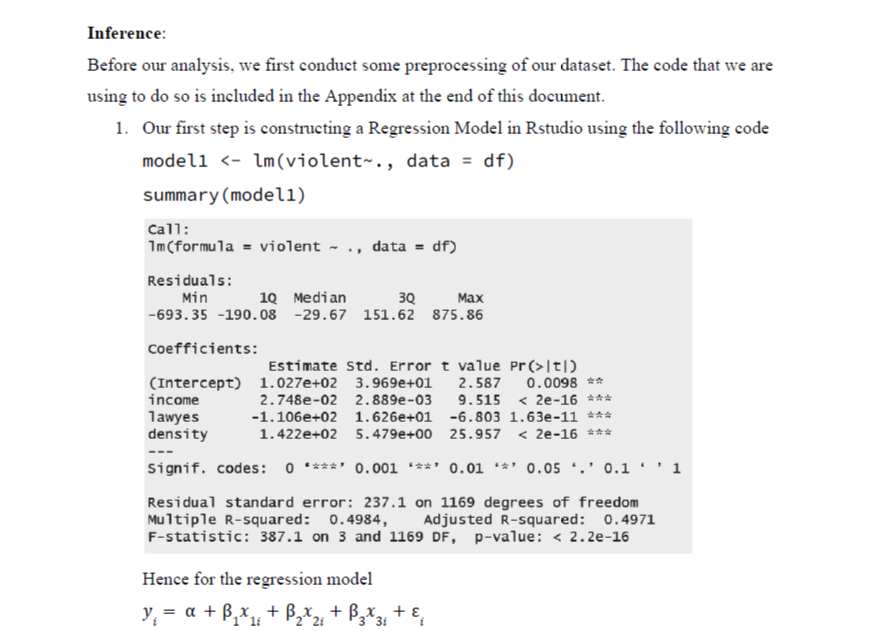 Inference:
Before our analysis, we first conduct some preprocessing of our dataset. The code that we are
using to do so is included in the Appendix at the end of this document.
1. Our first step is constructing a Regression Model in Rstudio using the following code
model1 <- lm(violent~., data = df)
summary(model1)
Call:
lm(formula = violent ~ ., data = df)
Residuals:
Min 1Q Median 3Q Max
-693.35 -190.08 -29.67 151.62 875.86
Coefficients:
Estimate Std. Error t value Pr(>|t|)
(Intercept) 1.027e+02 3.969e+01 2.587 0.0098 **
income 2.748e-02 2.889e-03 9.515 < 2e-16 ***
lawyes -1.106e+02 1.626e+01 -6.803 1.63e-11 ***
density 1.422e+02 5.479e+00 25.957 < 2e-16 ***
---
Signif. codes: 0 ‘***’ 0.001 ‘**’ 0.01 ‘*’ 0.05 ‘.’ 0.1 ‘ ’ 1
Residual standard error: 237.1 on 1169 degrees of freedom
Multiple R-squared: 0.4984, Adjusted R-squared: 0.4971
F-statistic: 387.1 on 3 and 1169 DF, p-value: < 2.2e-16
Hence for the regression model
y_i = α + β_1x_{1i} + β_2x_{2i} + β_3x_{3i} + ε_i